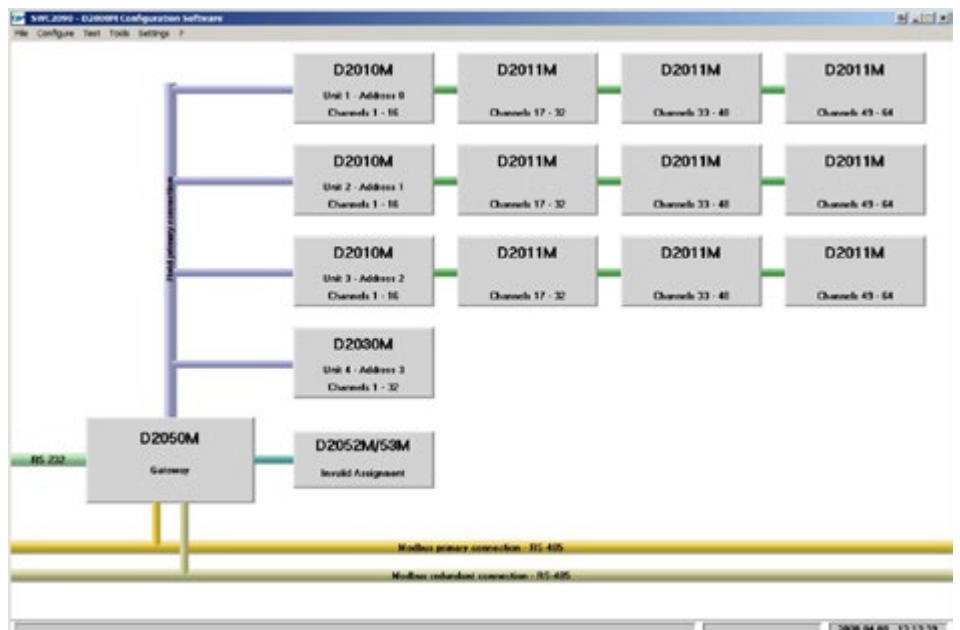 SWC2090 - D2000M Configuration Software
File Configure Test Tools Settings ?
D2010M
Unit 1 - Address 0
Channels 1 - 16
D2011M
Channels 17 - 32
D2011M
Channels 33 - 48
D2011M
Channels 49 - 64
D2010M
Unit 2 - Address 1
Channels 1 - 16
D2011M
Channels 17 - 32
D2011M
Channels 33 - 48
D2011M
Channels 49 - 64
Field primary connection
D2010M
Unit 3 - Address 2
Channels 1 - 16
D2011M
Channels 17 - 32
D2011M
Channels 33 - 48
D2011M
Channels 49 - 64
D2030M
Unit 4 - Address 3
Channels 1 - 32
RS-232
D2050M
Gateway
D2052M/53M
Invalid Assignment
Modbus primary connection - RS-485
Modbus redundant connection - RS-485